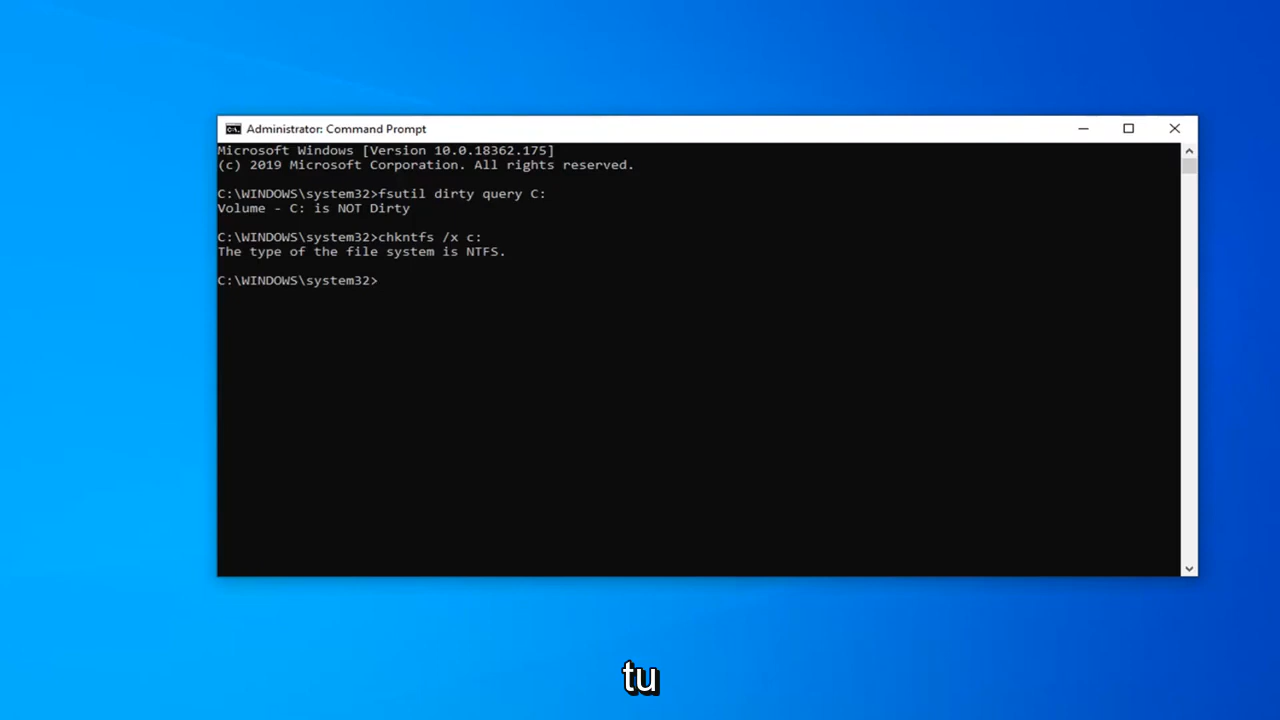 Administrator: Command Prompt
Microsoft Windows [Version 10.0.18362.175]
(c) 2019 Microsoft Corporation. All rights reserved.
C:\WINDOWS\system32>fsutil dirty query C:
Volume - C: is NOT Dirty
C:\WINDOWS\system32>chkntfs /x c:
The type of the file system is NTFS.
C:\WINDOWS\system32>
tu